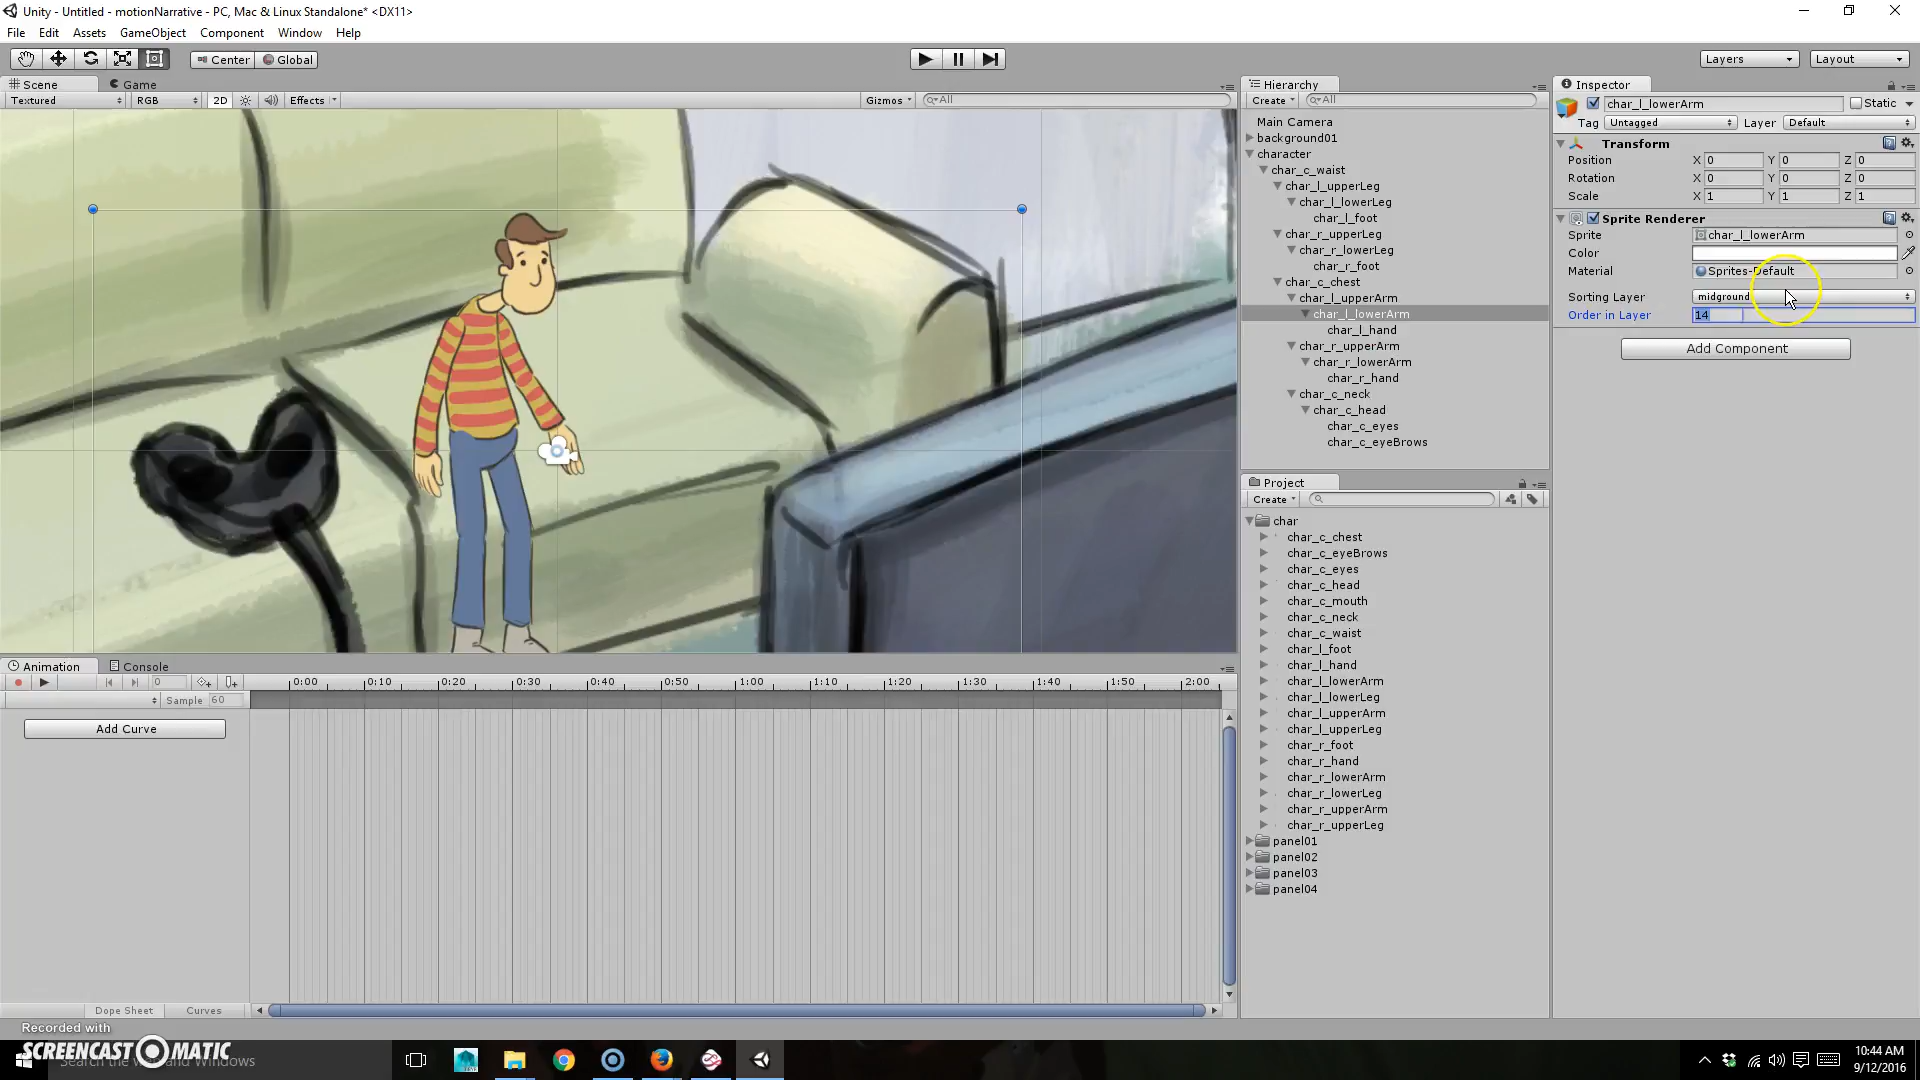 Unity - Untitled - motionNarrative - PC, Mac & Linux Standalone* <DX11>
File Edit Assets GameObject Component Window Help
Center Global Layers Layout
Scene Game
Textured RGB 2D Effects Gizmos All
Hierarchy
Create All
Main Camera
background01
character
char_c_waist
char_l_upperLeg
char_l_lowerLeg
char_l_foot
char_r_upperLeg
char_r_lowerLeg
char_r_foot
char_c_chest
char_l_upperArm
char_l_lowerArm
char_l_hand
char_r_upperArm
char_r_lowerArm
char_r_hand
char_c_neck
char_c_head
char_c_eyes
char_c_eyeBrows
Inspector
char_l_lowerArm Static
Tag Untagged Layer Default
Transform
Position X 0 Y 0 Z 0
Rotation X 0 Y 0 Z 0
Scale X 1 Y 1 Z 1
Sprite Renderer
Sprite char_l_lowerArm
Color
Material Sprites-Default
Sorting Layer midground
Order in Layer 14
Add Component
Project
Create
char
char_c_chest
char_c_eyeBrows
char_c_eyes
char_c_head
char_c_mouth
char_c_neck
char_c_waist
char_l_foot
char_l_hand
char_l_lowerArm
char_l_lowerLeg
char_l_upperArm
char_l_upperLeg
char_r_foot
char_r_hand
char_r_lowerArm
char_r_lowerLeg
char_r_upperArm
char_r_upperLeg
panel01
panel02
panel03
panel04
Animation Console
0 0:00 0:10 0:20 0:30 0:40 0:50 1:00 1:10 1:20 1:30 1:40 1:50 2:00
Sample 60
Add Curve
Dope Sheet Curves
Recorded with
SCREENCAST MATIC
Search the web and Windows
10:44 AM
9/12/2016